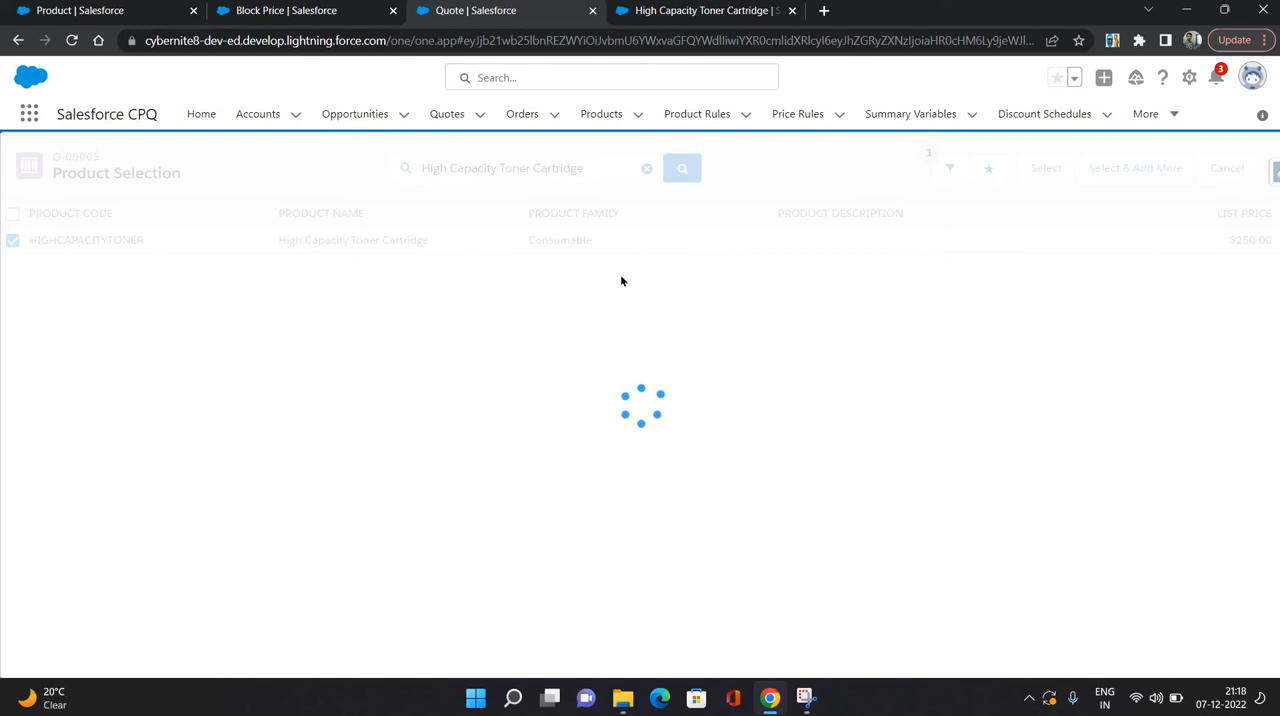 Product | Salesforce
Block Price | Salesforce
Quote | Salesforce
High Capacity Toner Cartridge | S
cybernite8-dev-ed.develop.lightning.force.com/one/one.app#eyJjb21wb25lbnREZWYiOiJvbmU6YWxvaGFQYWdlIiwiYXR0cmlidXRlcyI6eyJhZGRyZXNzIjoiaHR0cHM6Ly9jeWJl...
Update
Search...
3
Salesforce CPQ
Home
Accounts
Opportunities
Quotes
Orders
Products
Product Rules
Price Rules
Summary Variables
Discount Schedules
More
Q-00005
Product Selection
High Capacity Toner Cartridge
1
Select
Select & Add More
Cancel
PRODUCT CODE
PRODUCT NAME
PRODUCT FAMILY
PRODUCT DESCRIPTION
LIST PRICE
HIGHCAPACITYTONER
High Capacity Toner Cartridge
Consumable
$250.00
20°C
Clear
ENG
IN
21:18
07-12-2022